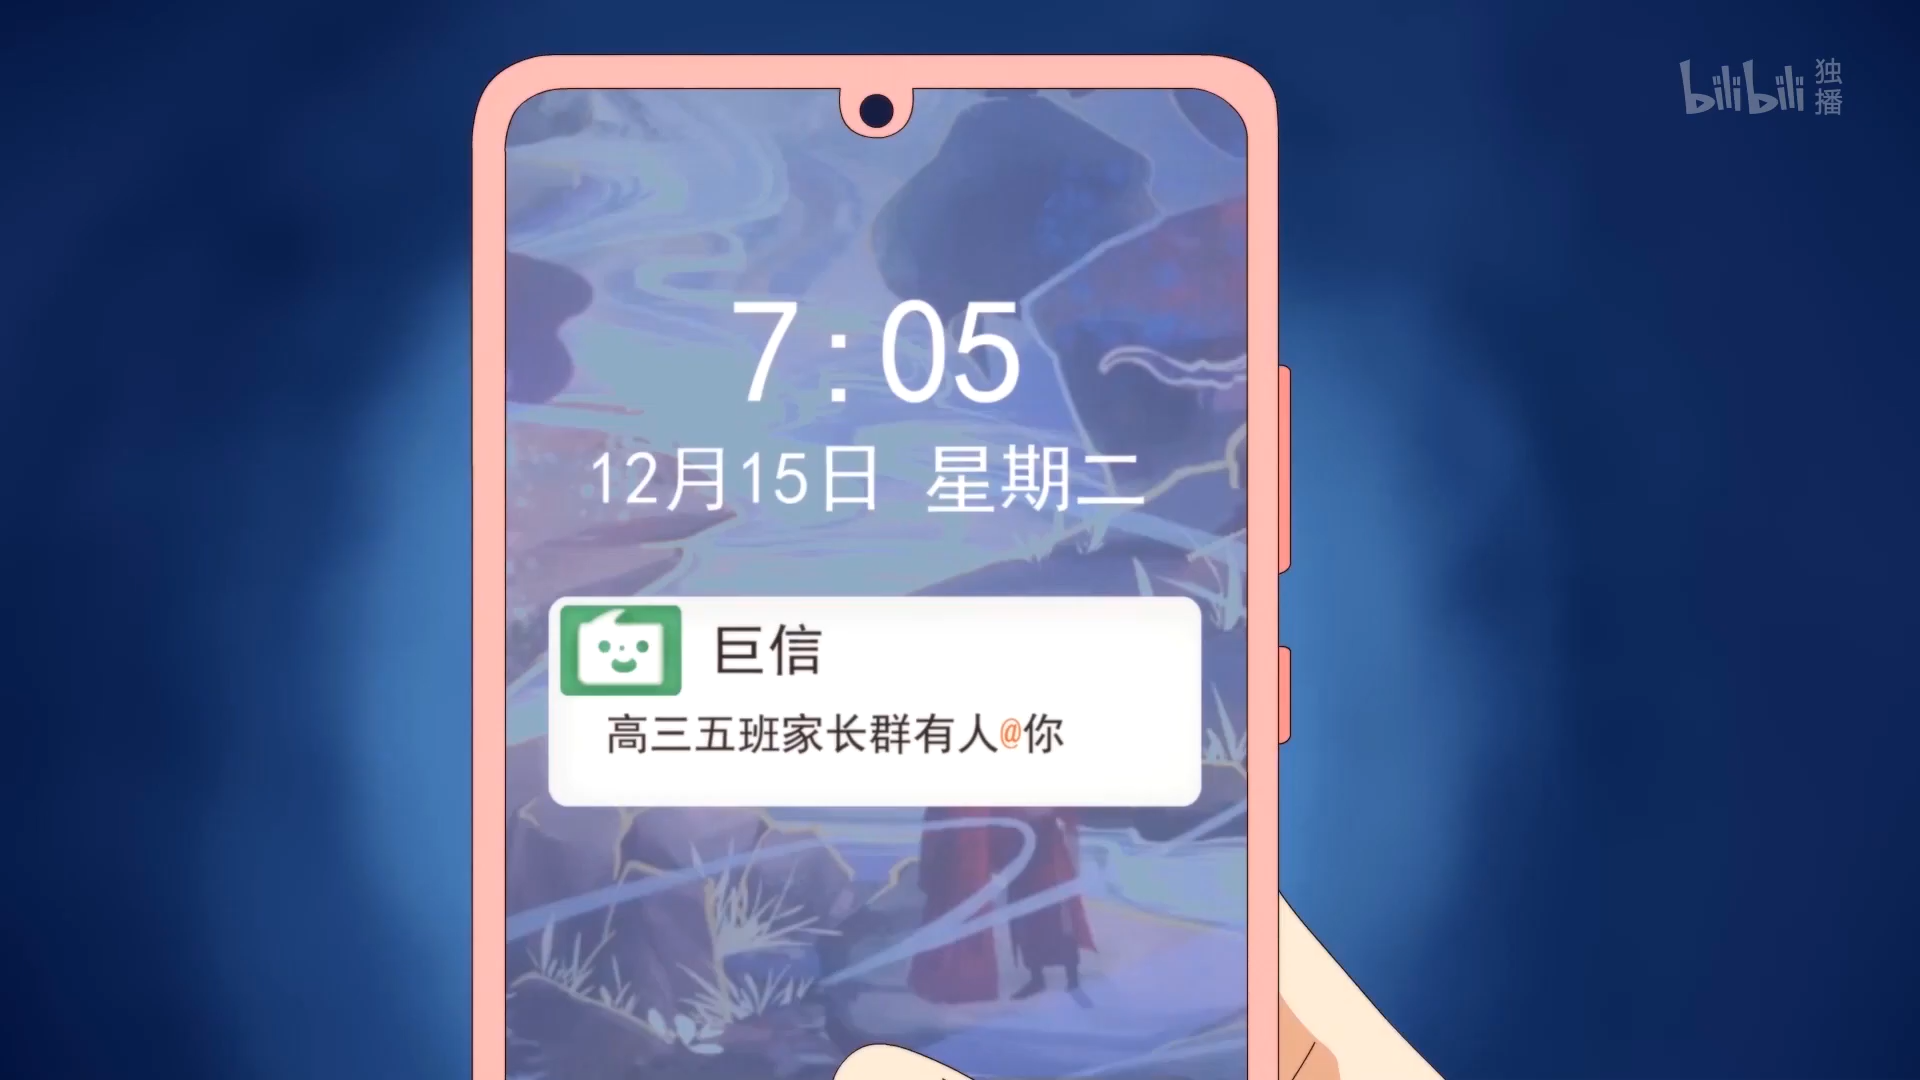 bilibili 独播
7:05
12月15日 星期二
巨信
高三五班家长群有人@你